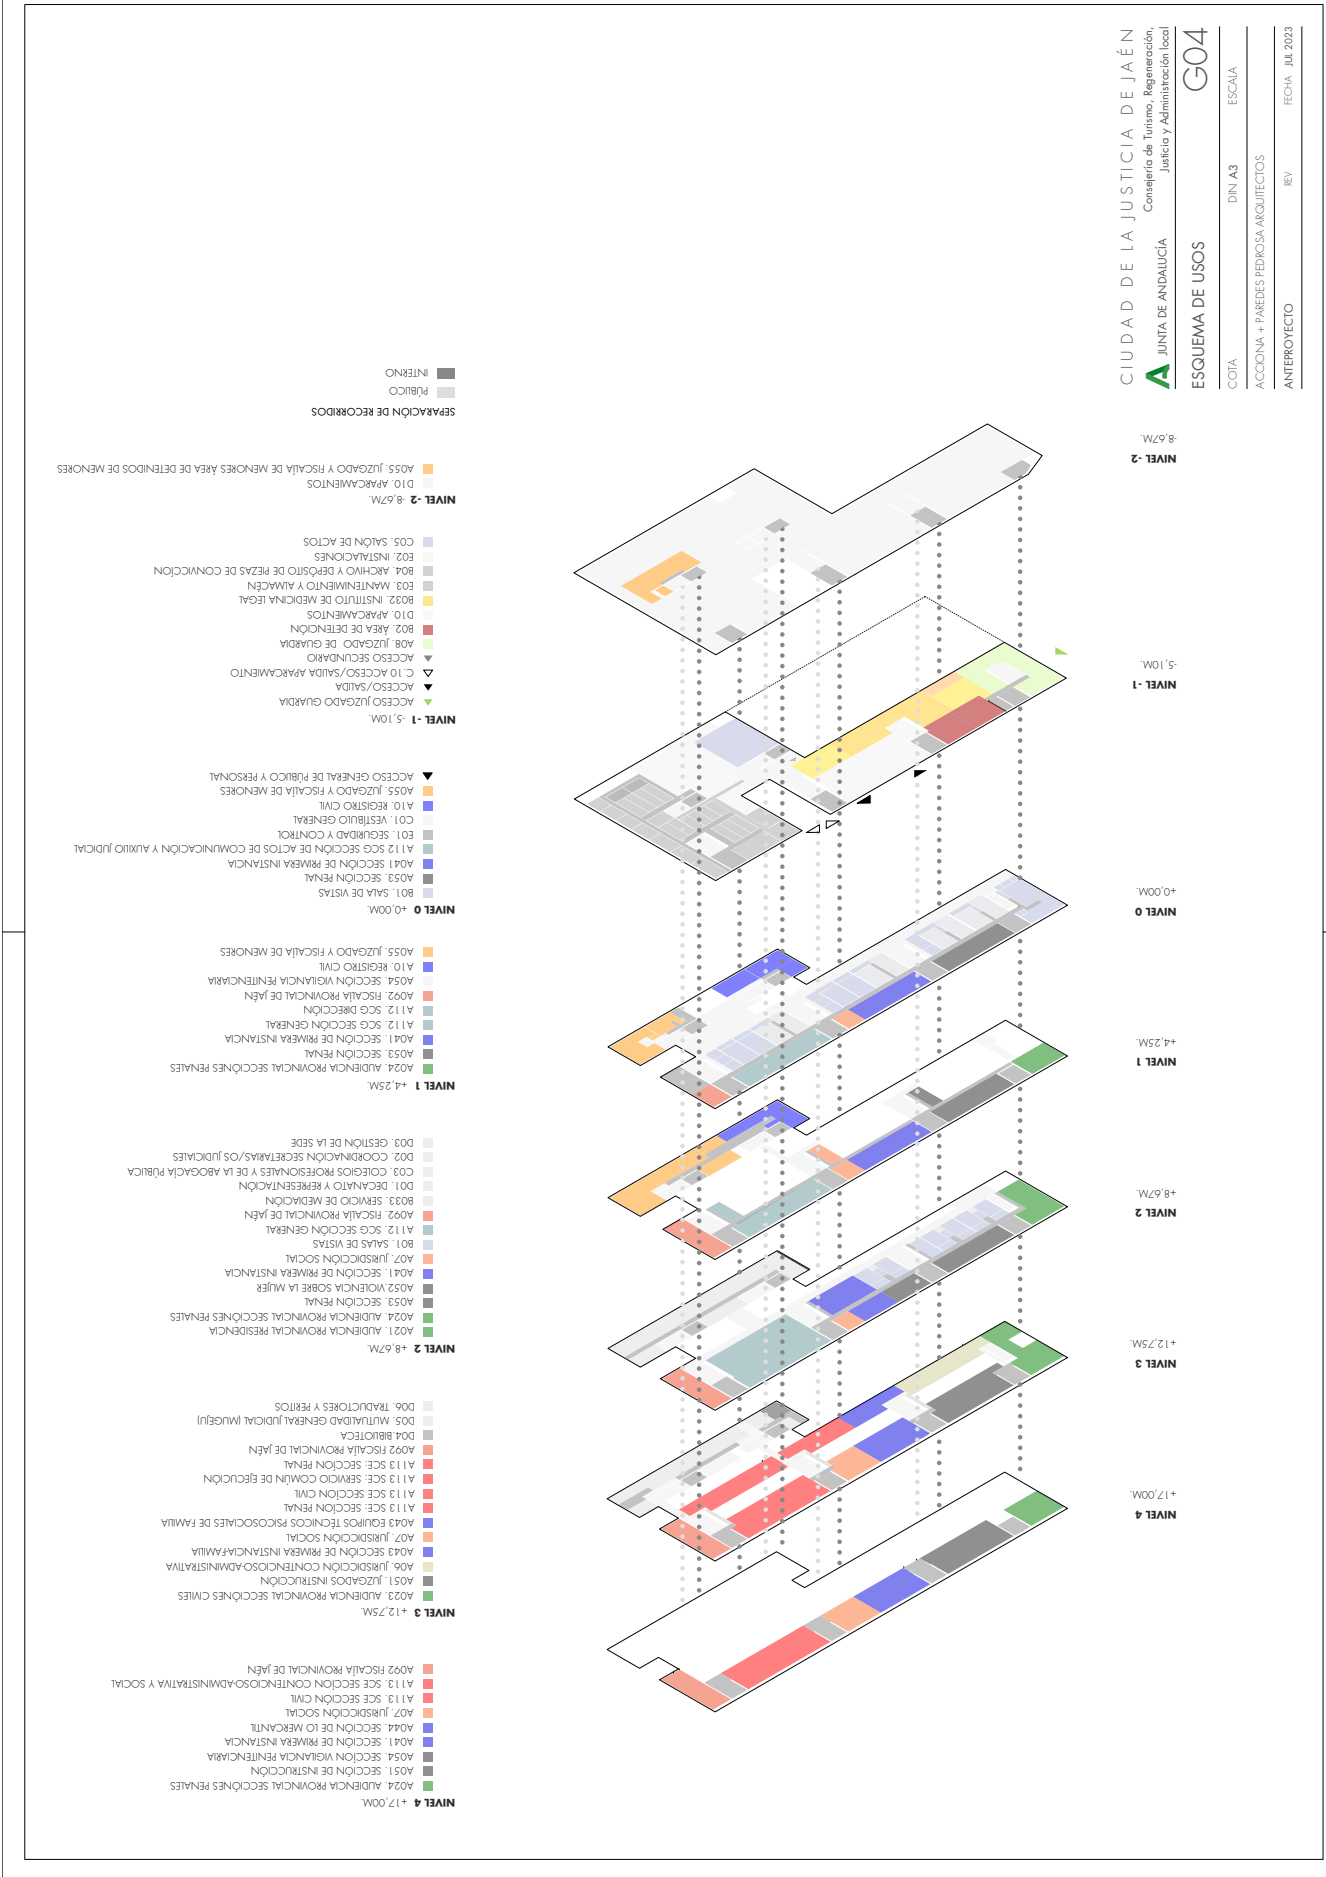 CIUDAD DE LA JUSTICIA DE JAÉN
JUNTA DE ANDALUCÍA
Consejería de Turismo, Regeneración,
Justicia y Administración local
ESQUEMA DE USOS
G04
COTA
DIN A3
ESCALA
ACCIONA + PAREDES PEDROSA ARQUITECTOS
ANTEPROYECTO
REV
FECHA JUL 2023
NIVEL 4 +17,00M.
A024. AUDIENCIA PROVINCIAL SECCIÓNES PENALES
A051. SECCIÓN DE INSTRUCCIÓN
A054. SECCÍON VIGILANCIA PENITENCIARIA
A041. SECCIÓN DE PRIMERA INSTANCIA
A044. SECCIÓN DE LO MERCANTIL
A07. JURISDICCIÓN SOCIAL
A113. SCE SECCIÓN CIVIL
A113. SCE SECCÍON CONTENCIOSO-ADMINISTRATIVA Y SOCIAL
A092 FISCALÍA PROVINCIAL DE JAÉN
NIVEL 3 +12,75M.
A023. AUDIENCIA PROVINCIAL SECCIÓNES CIVILES
A051. JUZGADOS INSTRUCCIÓN
A06. JURISDICCIÓN CONTENCIOSO-ADMINISTRATIVA
A043 SECCIÓN DE PRIMERA INSTANCIA-FAMILIA
A07. JURISDICCIÓN SOCIAL
A043 EQUIPOS TÉCNICOS PSICOSOCIALES DE FAMILIA
A113 SCE: SECCÍON PENAL
A113 SCE SECCÍON CIVIL
A113 SCE: SERVICIO COMÚN DE EJECUCIÓN
A113 SCE: SECCÍON PENAL
A092 FISCALÍA PROVINCIAL DE JAÉN
D04.BIBLIOTECA
D05. MUTUALIDAD GENERAL JUDICIAL (MUGEJU)
D06. TRADUCTORES Y PERITOS
NIVEL 2 +8,67M.
A021. AUDIENCIA PROVINCIAL PRESIDENCIA
A024. AUDIENCIA PROVINCIAL SECCIÓNES PENALES
A053. SECCIÓN PENAL
A052.VIOLENCIA SOBRE LA MUJER
A041. SECCIÓN DE PRIMERA INSTANCIA
A07. JURISDICCIÓN SOCIAL
B01. SALAS DE VISTAS
A112. SCG SECCIÓN GENERAL
A092. FISCALÍA PROVINCIAL DE JAÉN
B033. SERVICIO DE MEDIACIÓN
D01. DECANATO Y REPRESENTACIÓN
C03. COLEGIOS PROFESIONALES Y DE LA ABOGACÍA PÚBLICA
D02. COORDINACIÓN SECRETARIAS/OS JUDICIALES
D03. GESTIÓN DE LA SEDE
NIVEL 1 +4,25M.
A024. AUDIENCIA PROVINCIAL SECCIÓNES PENALES
A053. SECCIÓN PENAL
A041. SECCIÓN DE PRIMERA INSTANCIA
A112. SCG SECCIÓN GENERAL
A112. SCG DIRECCIÓN
A092. FISCALÍA PROVINCIAL DE JAÉN
A054. SECCIÓN VIGILANCIA PENITENCIARIA
A10. REGISTRO CIVIL
A055. JUZGADO Y FISCALÍA DE MENORES
NIVEL 0 +0,00M.
B01. SALA DE VISTAS
A053. SECCIÓN PENAL
A041 SECCIÓN DE PRIMERA INSTANCIA
A112 SCG SECCIÓN DE ACTOS DE COMUNICACIÓN Y AUXILIO JUDICIAL
E01. SEGURIDAD Y CONTROL
C01. VESTÍBULO GENERAL
A10. REGISTRO CIVIL
A055. JUZGADO Y FISCALÍA DE MENORES
ACCESO GENERAL DE PUBLICO Y PERSONAL
NIVEL -1 -5,10M.
ACCESO JUZGADO GUARDIA
ACCESO/SALIDA
C.10 ACCESO/SALIDA APARCAMIENTO
ACCESO SECUNDARIO
A08. JUZGADO DE GUARDIA
B02. ÁREA DE DETENCIÓN
D10. APARCAMIENTOS
B032. INSTITUTO DE MEDICINA LEGAL
E03. MANTENIMIENTO Y ALMACÉN
B04. ARCHIVO Y DEPÓSITO DE PIEZAS DE CONVICCÍON
E02. INSTALACIONES
C05. SALÓN DE ACTOS
NIVEL -2 -8,67M.
D10. APARCAMIENTOS
A055. JUZGADO Y FISCALÍA DE MENORES ÁREA DE DETENIDOS DE MENORES
SEPARACIÓN DE RECORRIDOS
PÚBLICO
INTERNO
NIVEL 4
+17,00M.
NIVEL 3
+12,75M.
NIVEL 2
+8,67M.
NIVEL 1
+4,25M.
NIVEL 0
+0,00M.
NIVEL -1
-5,10M.
NIVEL -2
-8,67M.